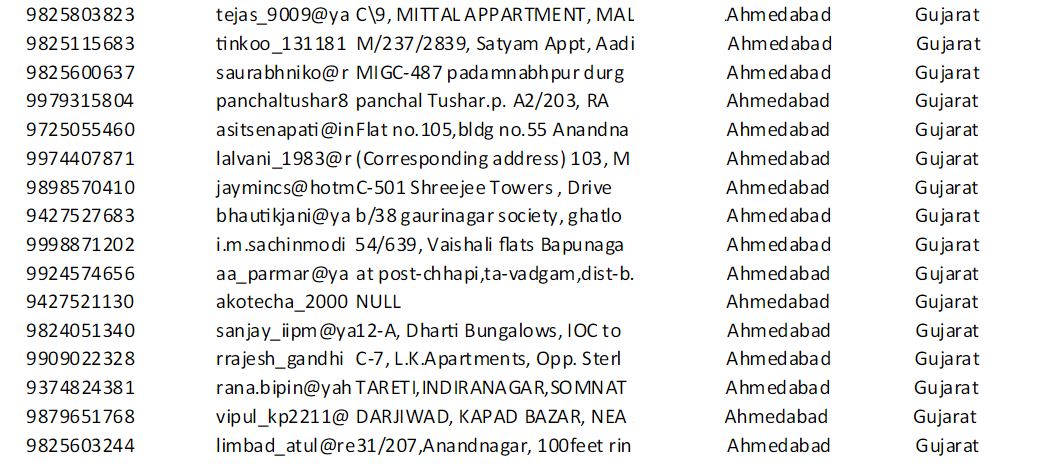 9825803823 tejas_9009@ya C\9, MITTAL APPARTMENT, MAL Ahmedabad Gujarat
9825115683 tinkoo_131181 M/237/2839, Satyam Appt, Aadi Ahmedabad Gujarat
9825600637 saurabhniko@r MIGC-487 padamnabhpur durg Ahmedabad Gujarat
9979315804 panchaltushar8 panchal Tushar.p. A2/203, RA Ahmedabad Gujarat
9725055460 asitsenapati@in Flat no.105,bldg no.55 Anandna Ahmedabad Gujarat
9974407871 lalvani_1983@r (Corresponding address) 103, M Ahmedabad Gujarat
9898570410 jaymincs@hotm C-501 Shreejee Towers , Drive Ahmedabad Gujarat
9427527683 bhautikjani@ya b/38 gaurinagar society, ghatlo Ahmedabad Gujarat
9998871202 i.m.sachinmodi 54/639, Vaishali flats Bapunaga Ahmedabad Gujarat
9924574656 aa_parmar@ya at post-chhapi,ta-vadgam,dist-b. Ahmedabad Gujarat
9427521130 akotecha_2000 NULL Ahmedabad Gujarat
9824051340 sanjay_iipm@ya 12-A, Dharti Bungalows, IOC to Ahmedabad Gujarat
9909022328 rrajesh_gandhi C-7, L.K.Apartments, Opp. Sterl Ahmedabad Gujarat
9374824381 rana.bipin@yah TARETI,INDIRANAGAR,SOMNAT Ahmedabad Gujarat
9879651768 vipul_kp2211@ DARJIWAD, KAPAD BAZAR, NEA Ahmedabad Gujarat
9825603244 limbad_atul@re 31/207,Anandnagar, 100feet rin Ahmedabad Gujarat